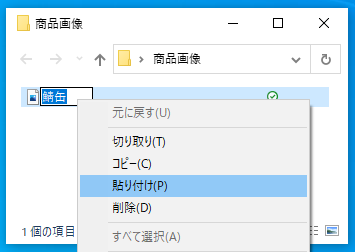 商品画像
商品画像
鯖缶
元に戻す(U)
切り取り(T)
コピー(C)
貼り付け(P)
削除(D)
すべて選択(A)
1 個の項目